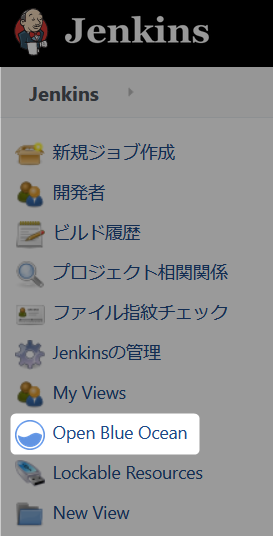 Jenkins
Jenkins
新規ジョブ作成
開発者
ビルド履歴
プロジェクト相関関係
ファイル指紋チェック
Jenkinsの管理
My Views
Open Blue Ocean
Lockable Resources
New View